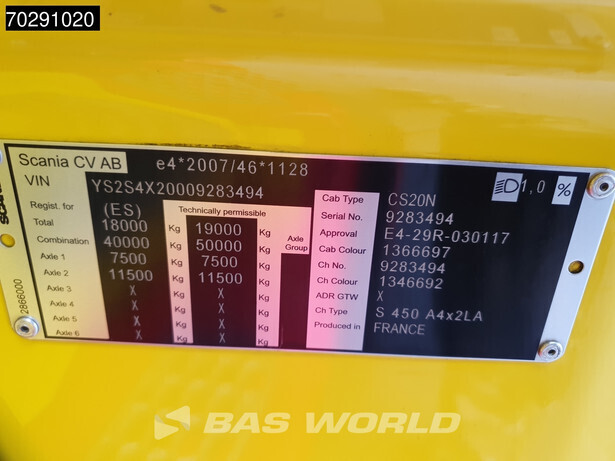 70291020
Scania CV AB e4*2007/46*1128
VIN YS2S4X20009283494
Regist. for (ES) Technically permissible
Total 18000 Kg 19000 Kg Axle Group
Combination 40000 Kg 50000 Kg
Axle 1 7500 Kg 7500 Kg
Axle 2 11500 Kg 11500 Kg
Axle 3 X Kg X Kg
Axle 4 X Kg X Kg
Axle 5 X Kg X Kg
Axle 6 X Kg X Kg
Cab Type CS20N 1,0 %
Serial No. 9283494
Approval E4-29R-030117
Cab Colour 1366697
Ch No. 9283494
Ch Colour 1346692
ADR GTW X
Ch Type S 450 A4x2LA
Produced in FRANCE
2866000
BAS WORLD